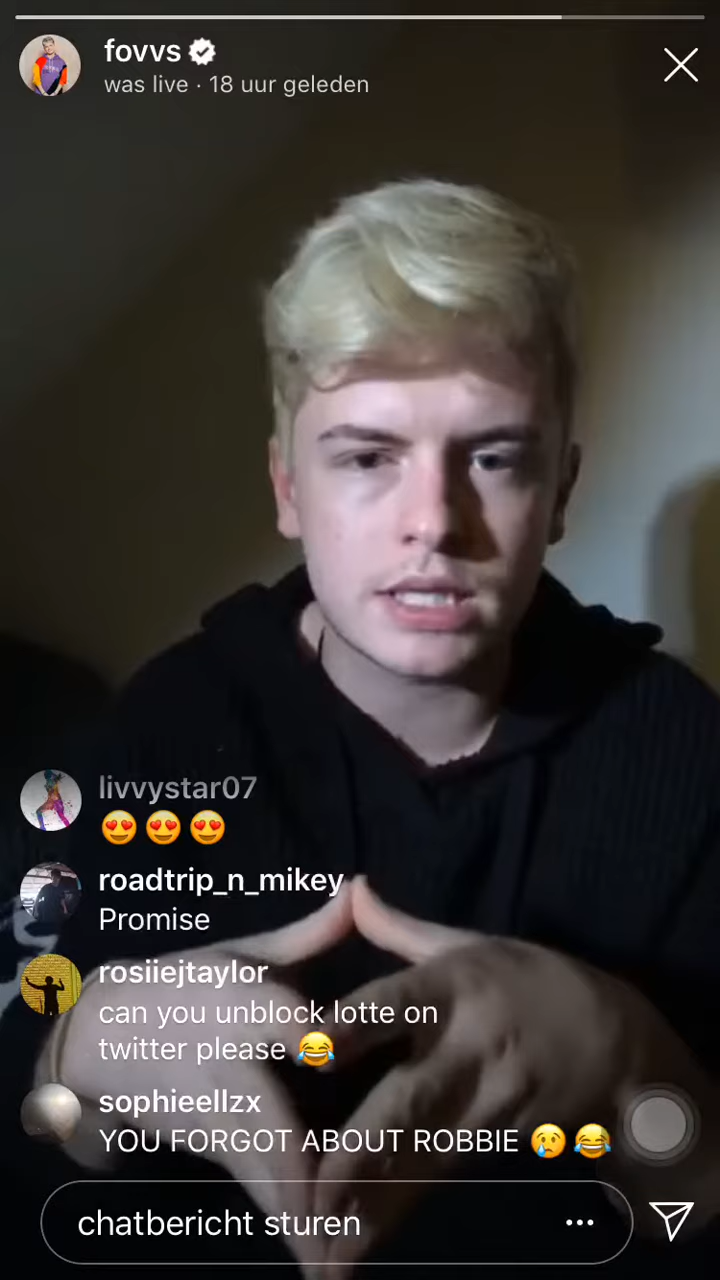 fovvs
was live · 18 uur geleden
livvystar07
😍 😍 😍
roadtrip_n_mikey
Promise
rosiiejtaylor
can you unblock lotte on
twitter please 😂
sophieellzx
YOU FORGOT ABOUT ROBBIE 😢 😂
chatbericht sturen